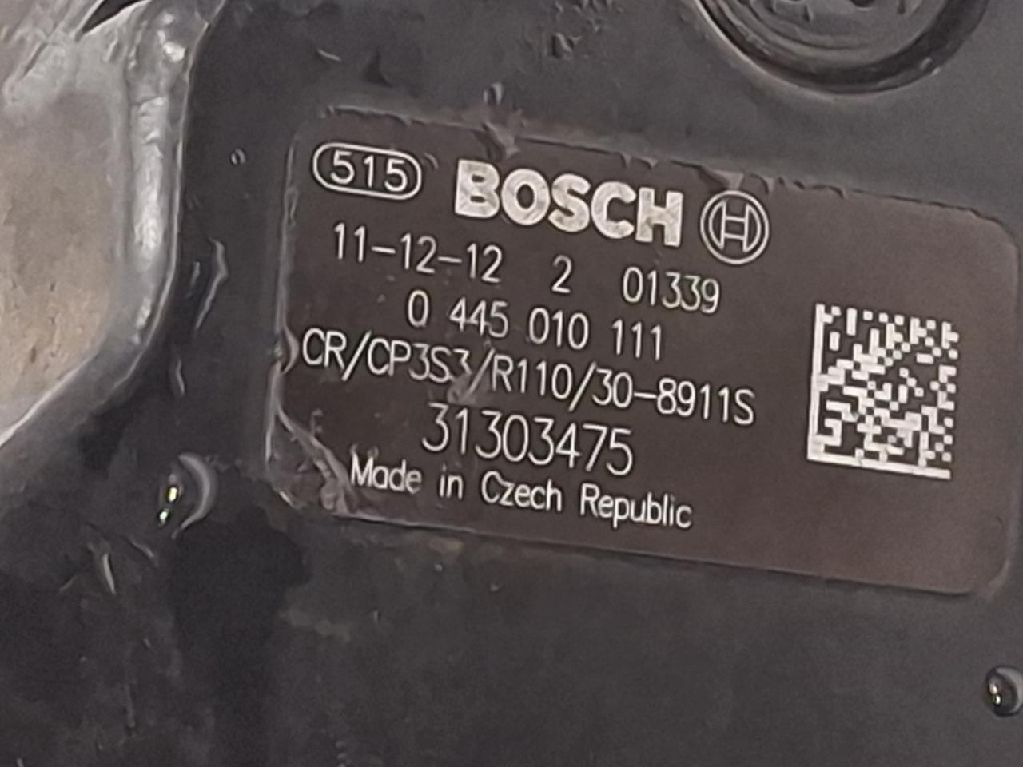 515 BOSCH
11-12-12 2 01339
0 445 010 111
CR/CP3S3/R110/30-8911S
31303475
Made in Czech Republic